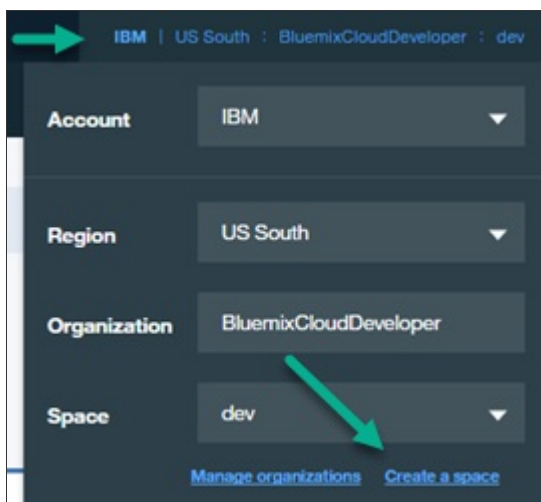 IBM | US South : BluemixCloudDeveloper : dev
Account IBM
Region US South
Organization BluemixCloudDeveloper
Space dev
Manage organizations Create a space